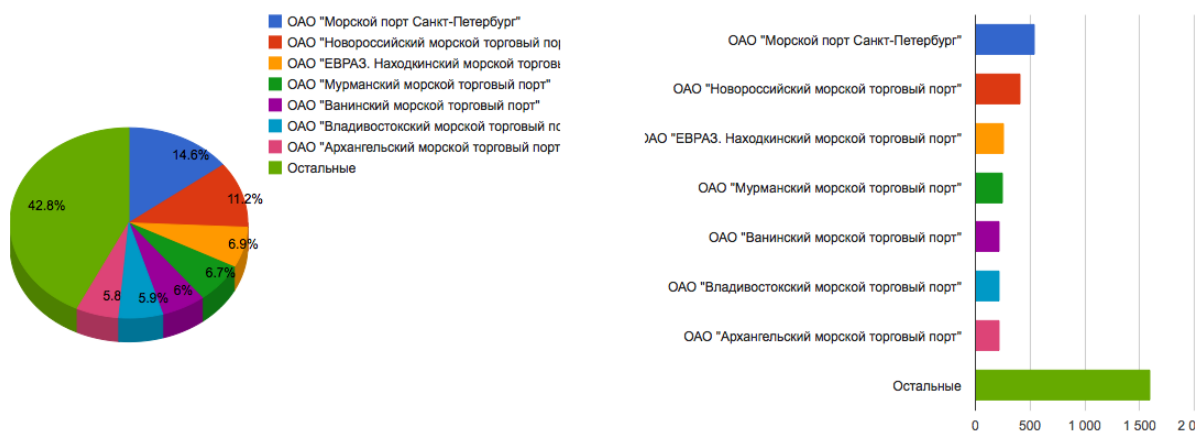 ОАО "Морской порт Санкт-Петербург"
ОАО "Новороссийский морской торговый
ОАО "ЕВРАЗ. Находкинский морской
ОАО "Мурманский морской торговый порт"
ОАО "Ванинский морской торговый порт"
ОАО "Владивостокский морской торговый
ОАО "Архангельский морской торговый порт
Остальные
14.6%
11.2%
6.9%
6.7%
6%
5.9%
5.8
42.8%
ОАО "Морской порт Санкт-Петербург"
ОАО "Новороссийский морской торговый порт"
ОАО "ЕВРАЗ. Находкинский морской торговый порт"
ОАО "Мурманский морской торговый порт"
ОАО "Ванинский морской торговый порт"
ОАО "Владивостокский морской торговый порт"
ОАО "Архангельский морской торговый порт"
Остальные
0 500 1 000 1 500 2 0